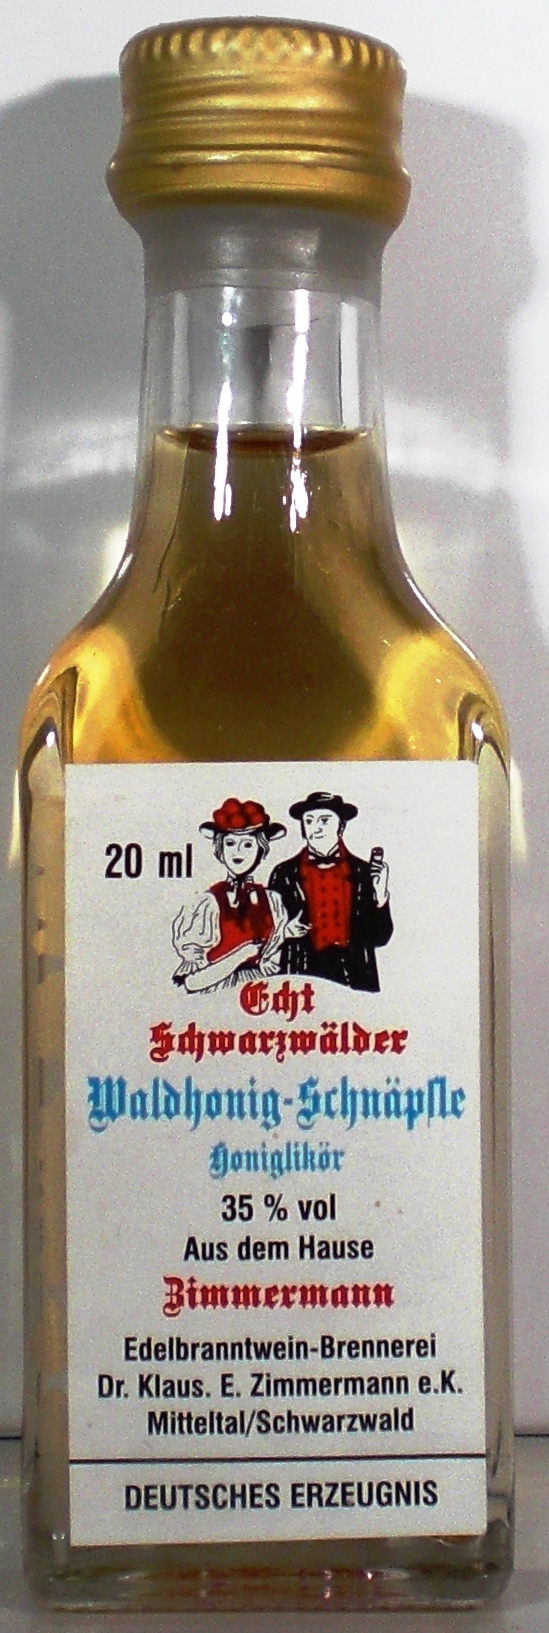 20 ml
Echt
Schwarzwälder
Waldhonig-Schnäpsle
Honiglikör
35 % vol
Aus dem Hause
Zimmermann
Edelbranntwein-Brennerei
Dr. Klaus. E. Zimmermann e.K.
Mitteltal/Schwarzwald
DEUTSCHES ERZEUGNIS